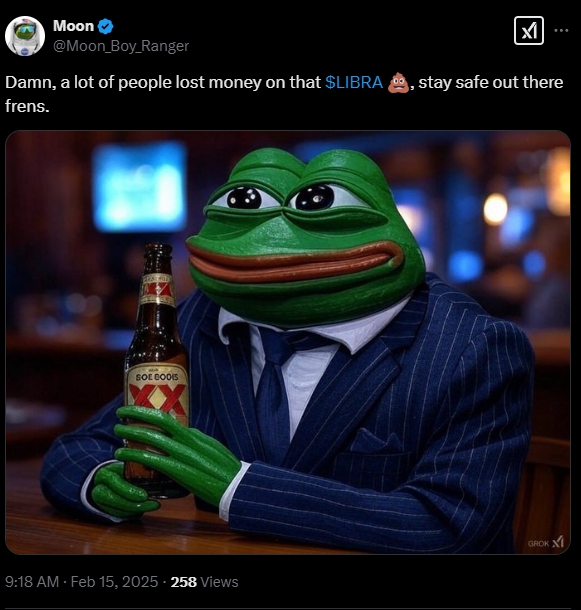 Moon
@Moon_Boy_Ranger
Damn, a lot of people lost money on that $LIBRA 💩, stay safe out there
frens.
XX
GROK
9:18 AM · Feb 15, 2025 · 258 Views